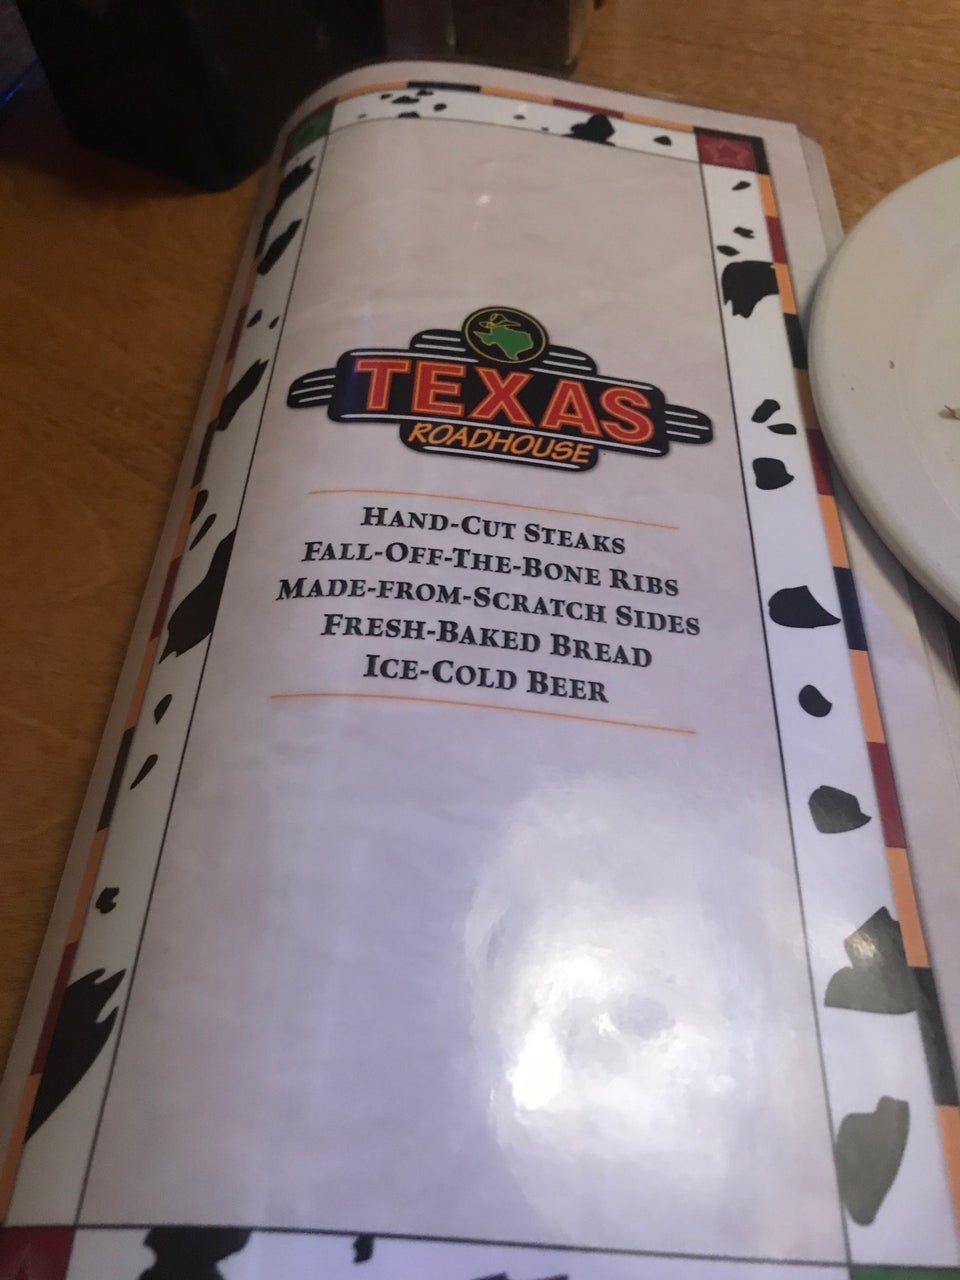 TEXAS
ROADHOUSE
HAND-CUT STEAKS
FALL-OFF-THE-BONE RIBS
MADE-FROM-SCRATCH SIDES
FRESH-BAKED BREAD
ICE-COLD BEER